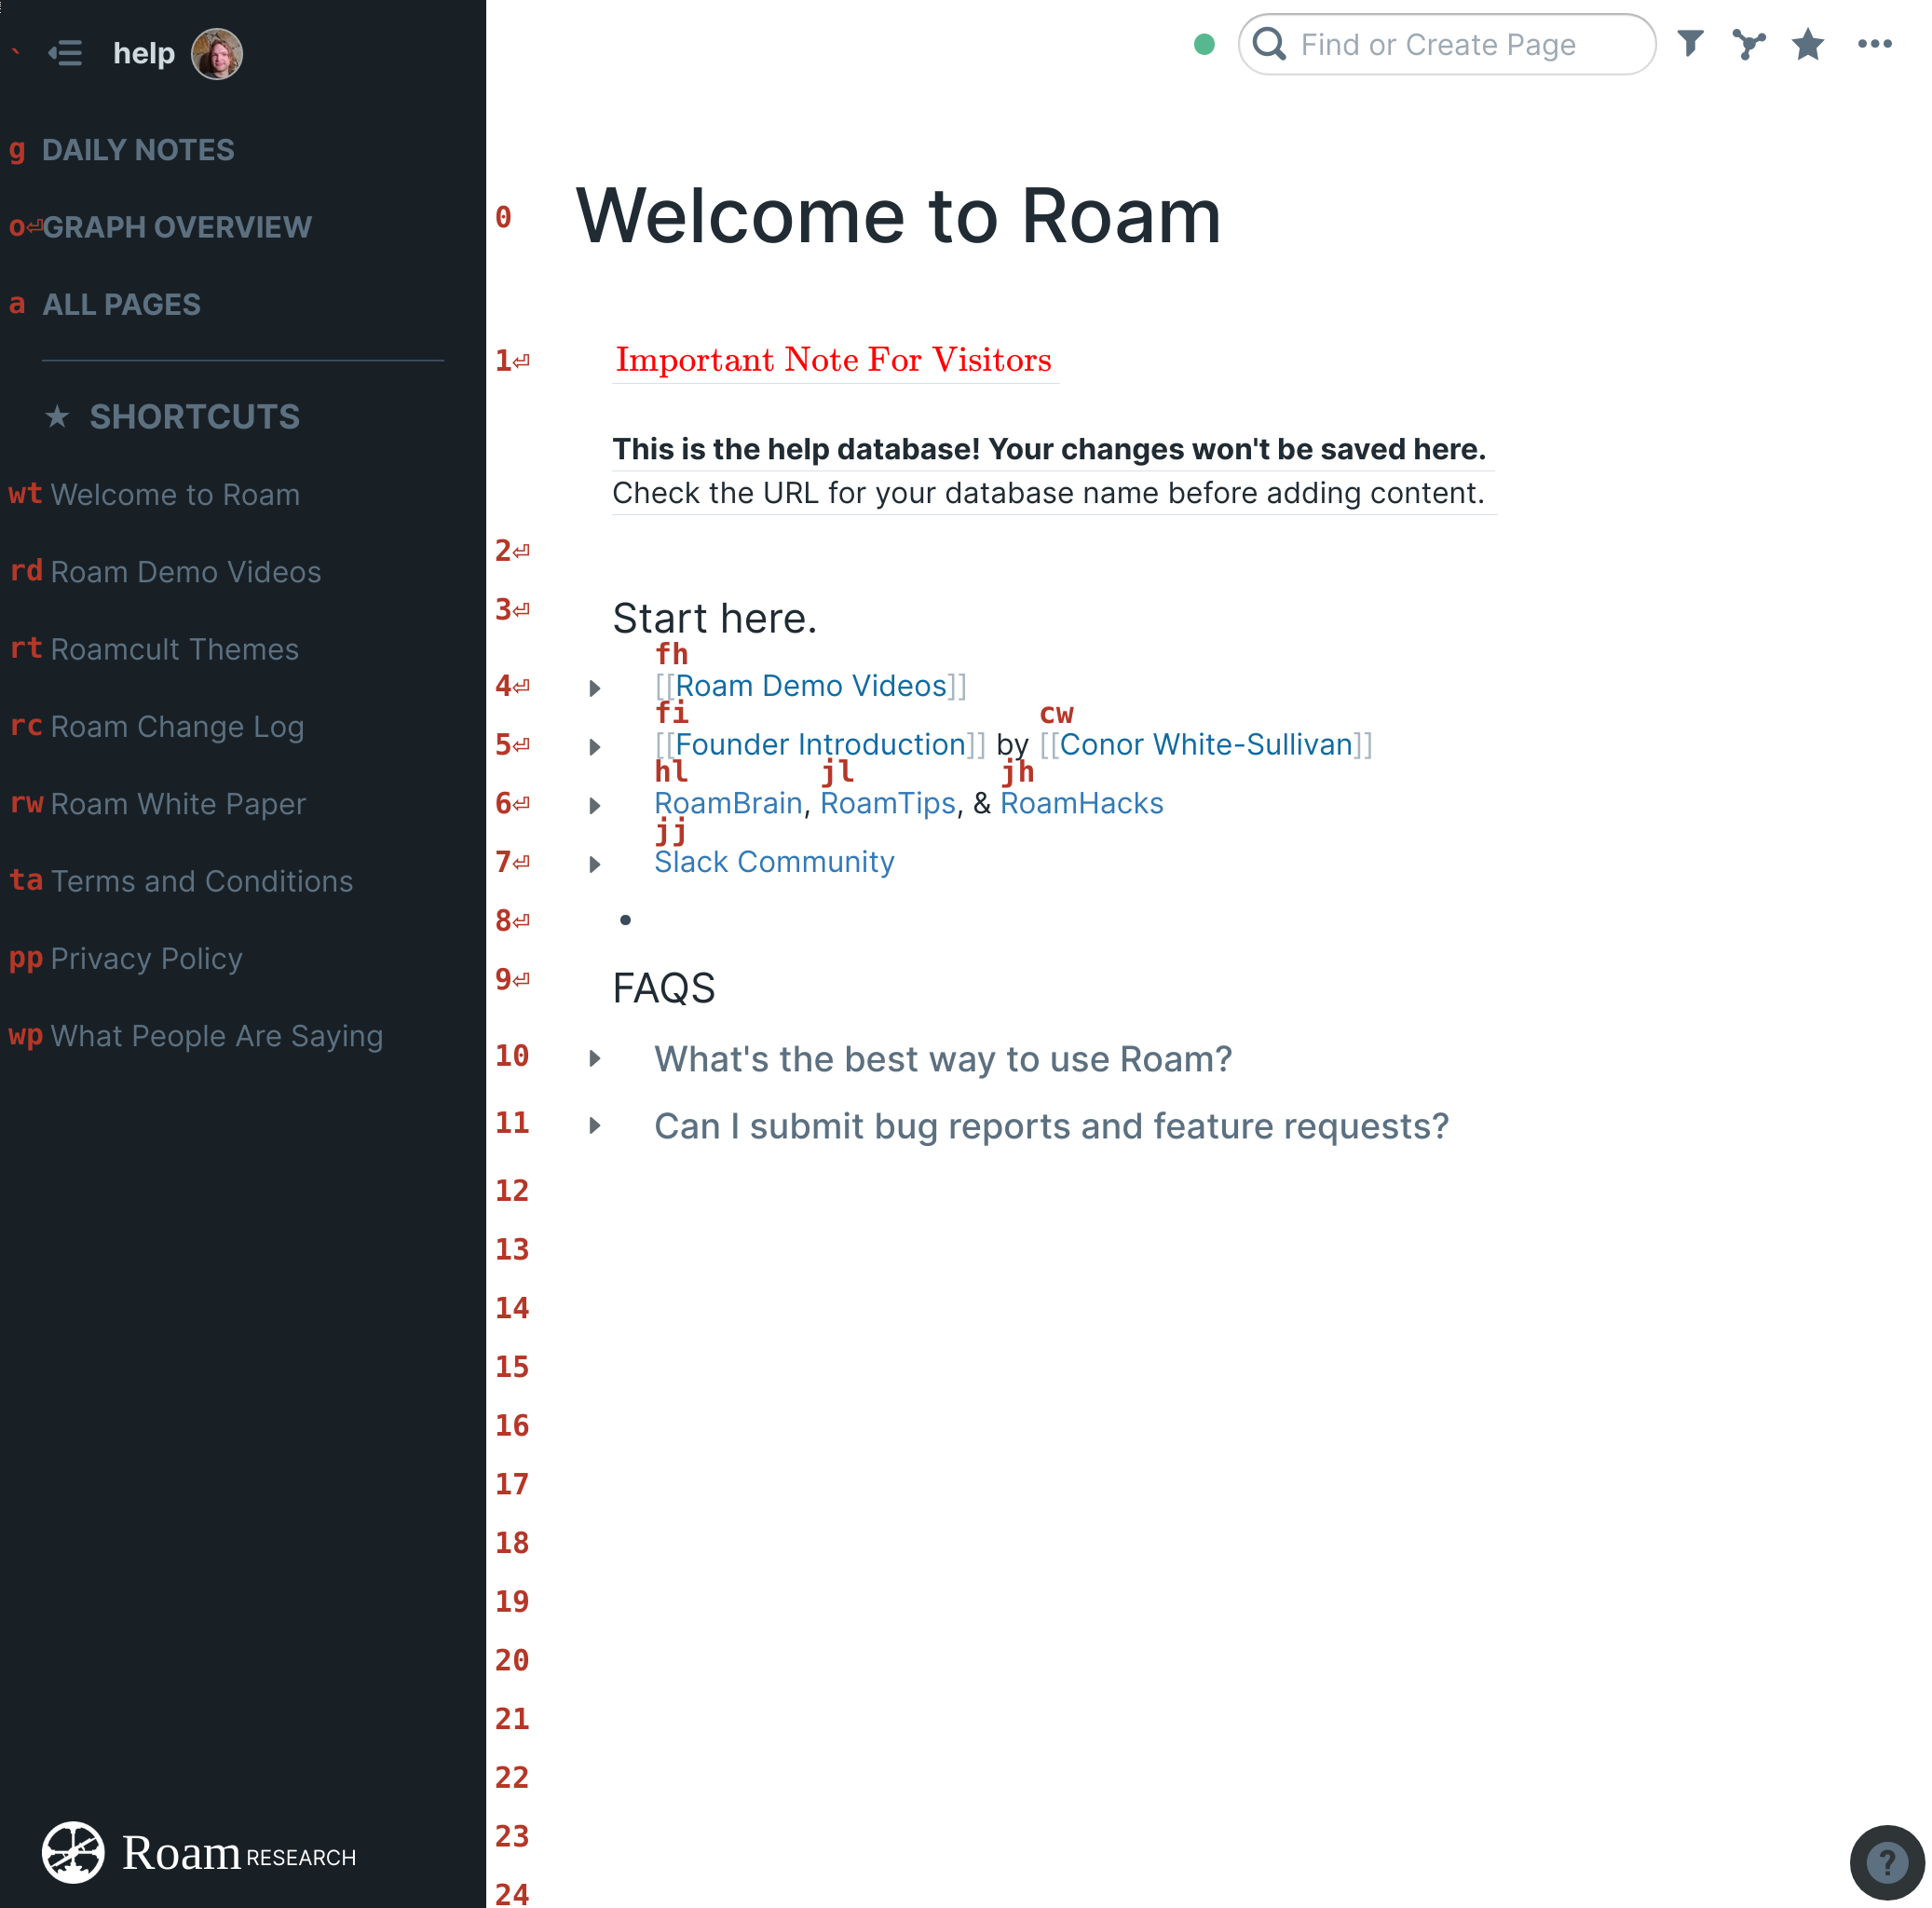 ` help
g DAILY NOTES
o⏎GRAPH OVERVIEW
a ALL PAGES
★ SHORTCUTS
wt Welcome to Roam
rd Roam Demo Videos
rt Roamcult Themes
rc Roam Change Log
rw Roam White Paper
ta Terms and Conditions
pp Privacy Policy
wp What People Are Saying
Roam RESEARCH
Find or Create Page
0 Welcome to Roam
1⏎ Important Note For Visitors
This is the help database! Your changes won't be saved here.
Check the URL for your database name before adding content.
2⏎
3⏎ Start here.
fh
4⏎ [[Roam Demo Videos]]
fi cw
5⏎ [[Founder Introduction]] by [[Conor White-Sullivan]]
hl jl jh
6⏎ RoamBrain, RoamTips, & RoamHacks
jj
7⏎ Slack Community
8⏎ •
9⏎ FAQS
10 What's the best way to use Roam?
11 Can I submit bug reports and feature requests?
12
13
14
15
16
17
18
19
20
21
22
23
24
?